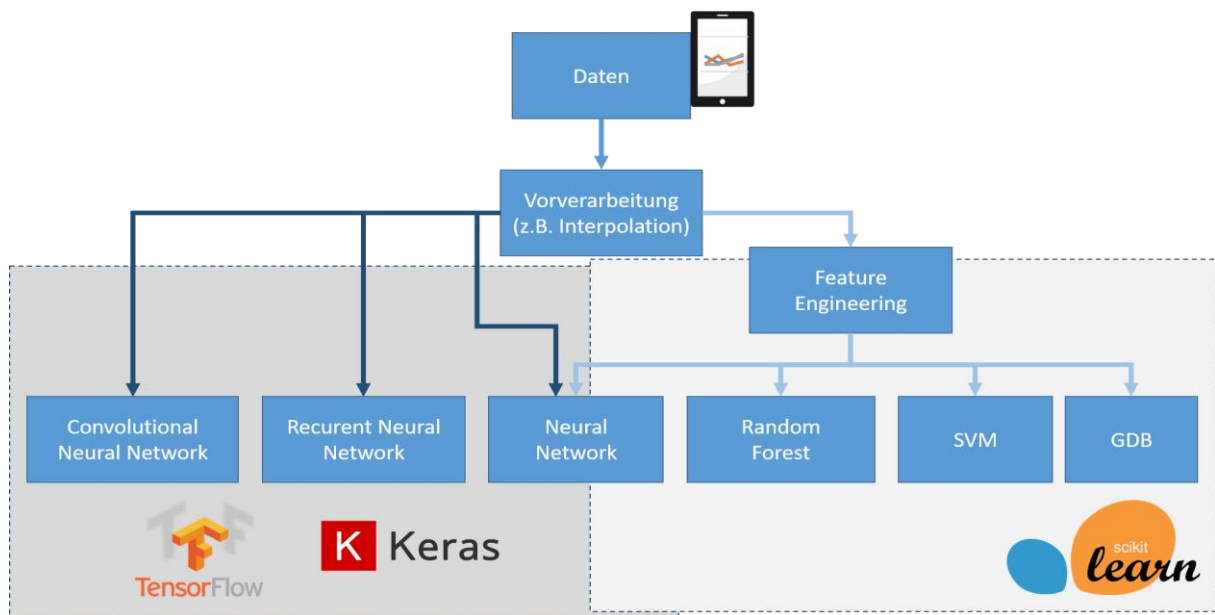 Daten
Vorverarbeitung
(z.B. Interpolation)
Feature
Engineering
Convolutional
Neural Network
Recurent Neural
Network
Neural
Network
Random
Forest
SVM
GDB
TensorFlow
K Keras
scikit
learn